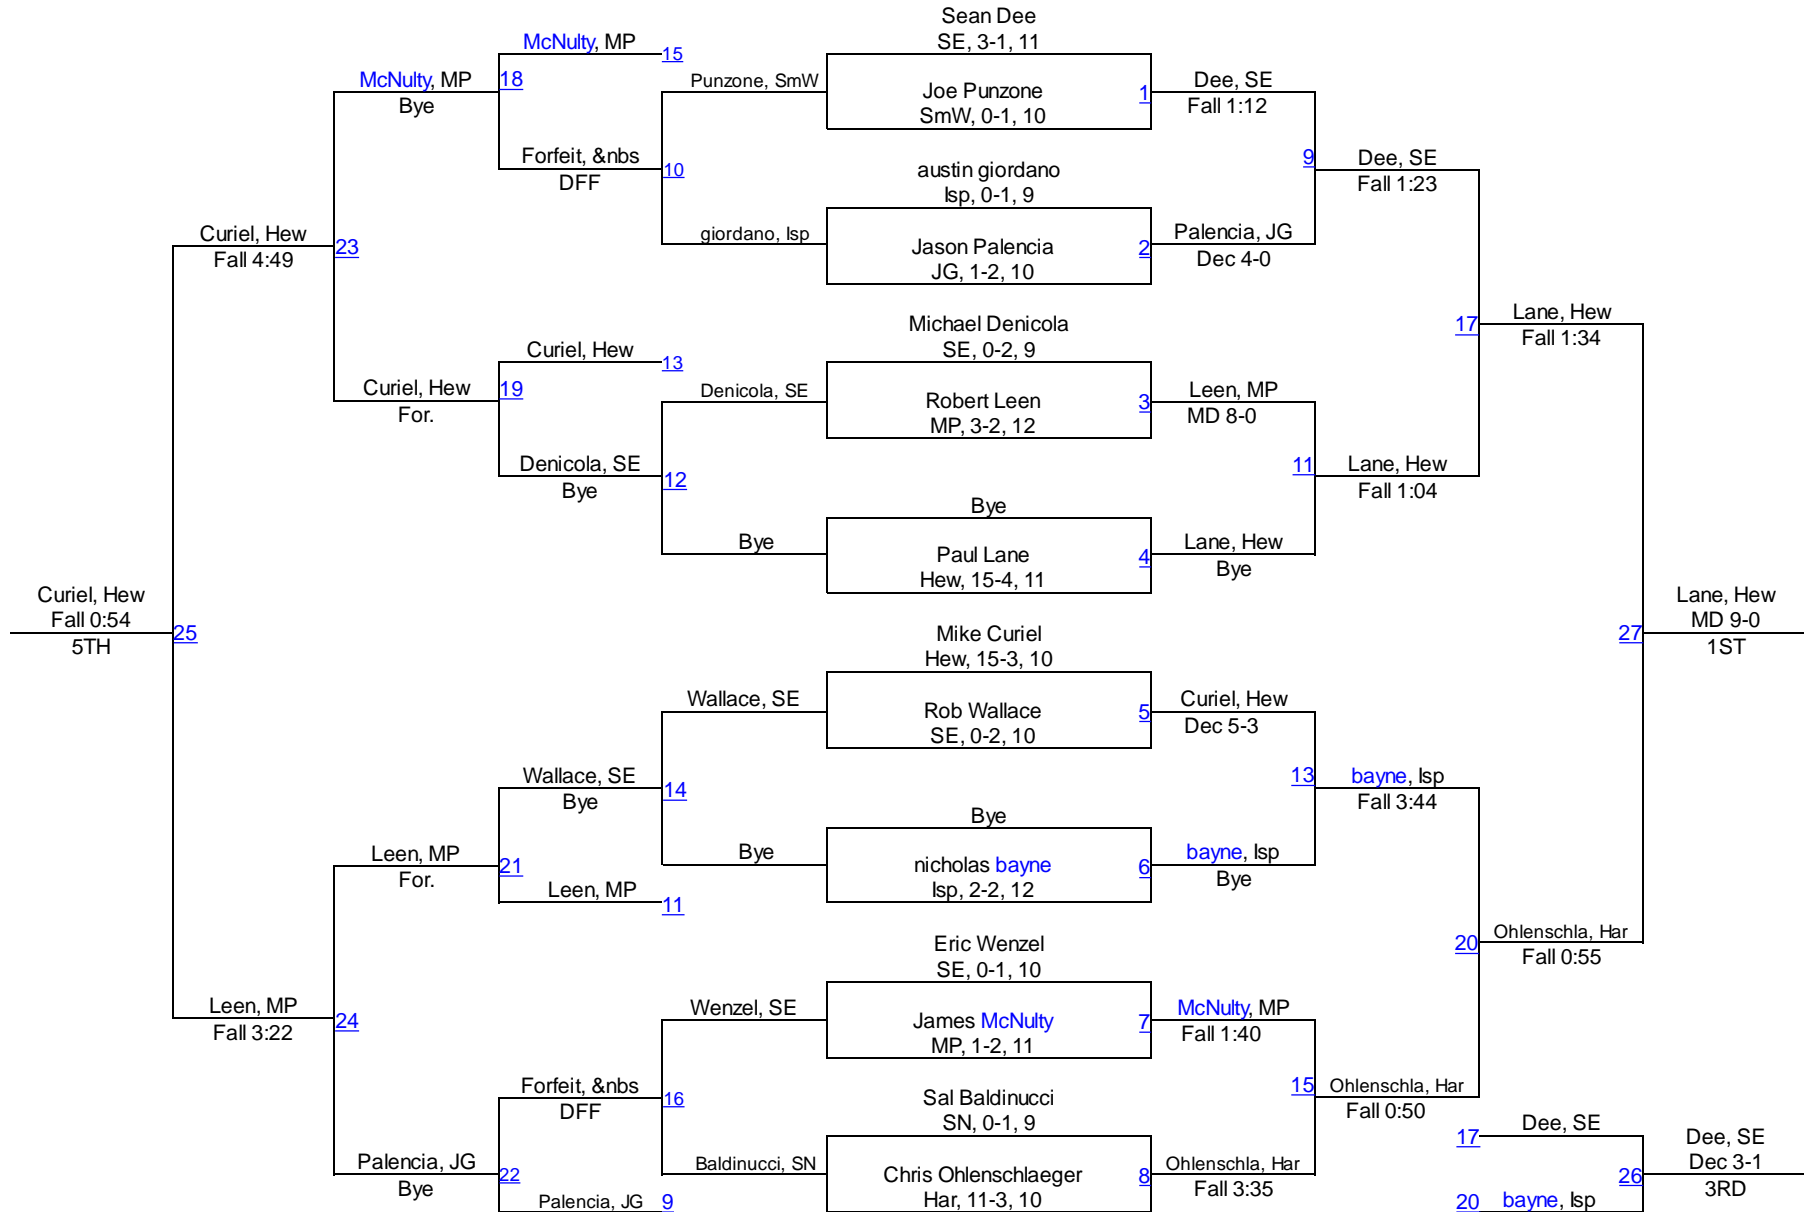 Sean Dee
SE, 3-1, 11
McNulty, MP
15
McNulty, MP
18
Bye
Punzone, SmW
Joe Punzone
SmW, 0-1, 10
1
Dee, SE
Fall 1:12
Forfeit, &nbs
DFF
10
austin giordano
Isp, 0-1, 9
9
Dee, SE
Fall 1:23
Curiel, Hew
Fall 4:49
23
giordano, Isp
Jason Palencia
JG, 1-2, 10
2
Palencia, JG
Dec 4-0
Michael Denicola
SE, 0-2, 9
17
Lane, Hew
Fall 1:34
Curiel, Hew
13
Curiel, Hew
19
For.
Denicola, SE
Robert Leen
MP, 3-2, 12
3
Leen, MP
MD 8-0
Denicola, SE
Bye
12
11
Lane, Hew
Fall 1:04
Bye
Bye
Paul Lane
Hew, 15-4, 11
4
Lane, Hew
Bye
Curiel, Hew
Fall 0:54
5TH
25
Mike Curiel
Hew, 15-3, 10
27
Lane, Hew
MD 9-0
1ST
Wallace, SE
Rob Wallace
SE, 0-2, 10
5
Curiel, Hew
Dec 5-3
Wallace, SE
Bye
14
13
bayne, Isp
Fall 3:44
Bye
Leen, MP
For.
21
Bye
nicholas bayne
Isp, 2-2, 12
6
bayne, Isp
Bye
Leen, MP
11
Eric Wenzel
SE, 0-1, 10
20
Ohlenschla, Har
Fall 0:55
Leen, MP
Fall 3:22
24
Wenzel, SE
James McNulty
MP, 1-2, 11
7
McNulty, MP
Fall 1:40
Forfeit, &nbs
DFF
16
Sal Baldinucci
SN, 0-1, 9
15
Ohlenschla, Har
Fall 0:50
Palencia, JG
Bye
22
Baldinucci, SN
Chris Ohlenschlaeger
Har, 11-3, 10
8
Ohlenschla, Har
Fall 3:35
Palencia, JG
9
17
Dee, SE
26
Dee, SE
Dec 3-1
3RD
20
bayne, Isp